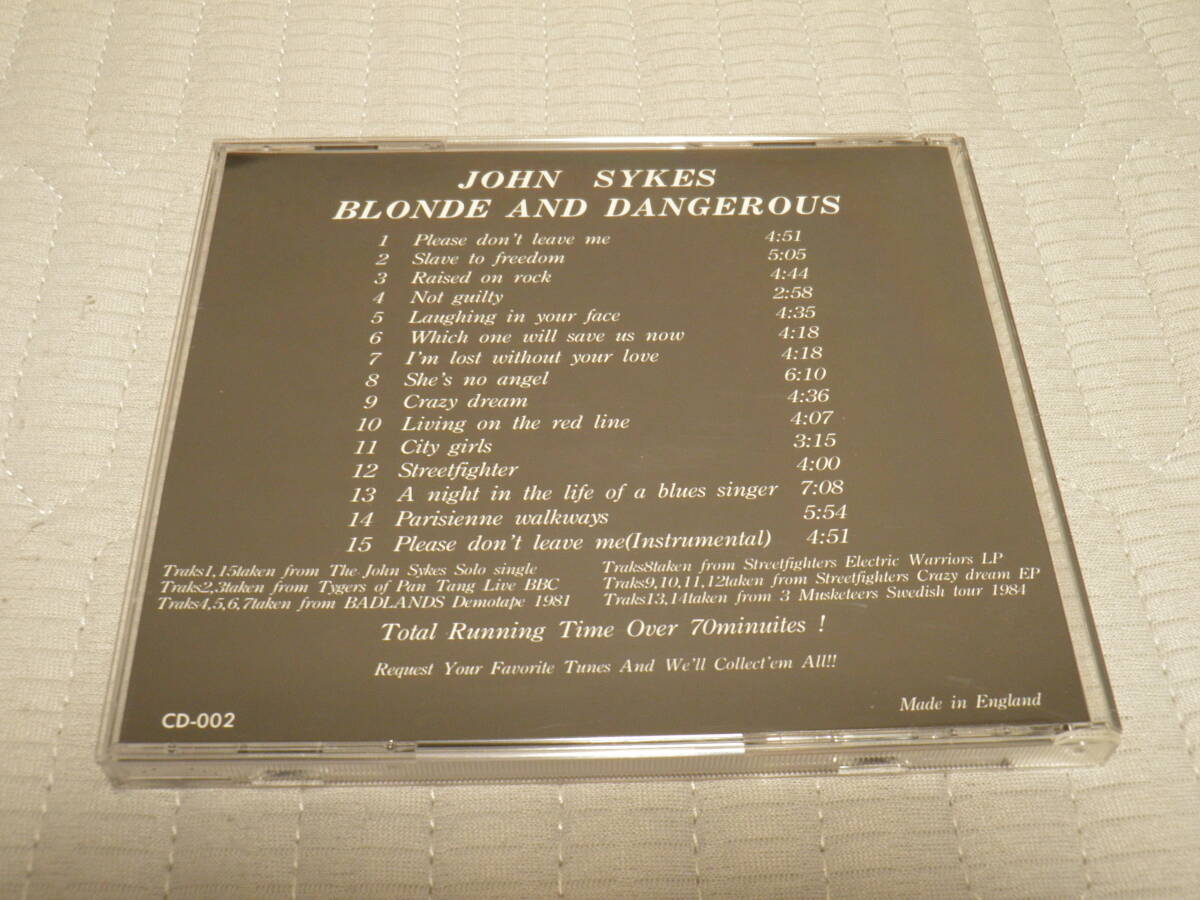 JOHN SYKES
BLONDE AND DANGEROUS
1 Please don't leave me 4:51
2 Slave to freedom 5:05
3 Raised on rock 4:44
4 Not guilty 2:58
5 Laughing in your face 4:35
6 Which one will save us now 4:18
7 I'm lost without your love 4:18
8 She's no angel 6:10
9 Crazy dream 4:36
10 Living on the red line 4:07
11 City girls 3:15
12 Streetfighter 4:00
13 A night in the life of a blues singer 7:08
14 Parisienne walkways 5:54
15 Please don't leave me(Instrumental) 4:51
Traks1,15taken from The John Sykes Solo single
Traks2,3taken from Tygers of Pan Tang Live BBC
Traks4,5,6,7taken from BADLANDS Demotape 1981
Traks8taken from Streetfighters Electric Warriors LP
Traks9,10,11,12taken from Streetfighters Crazy dream EP
Traks13,14taken from 3 Musketeers Swedish tour 1984
Total Running Time Over 70minuites !
Request Your Favorite Tunes And We'll Collect'em All!!
Made in England
CD-002